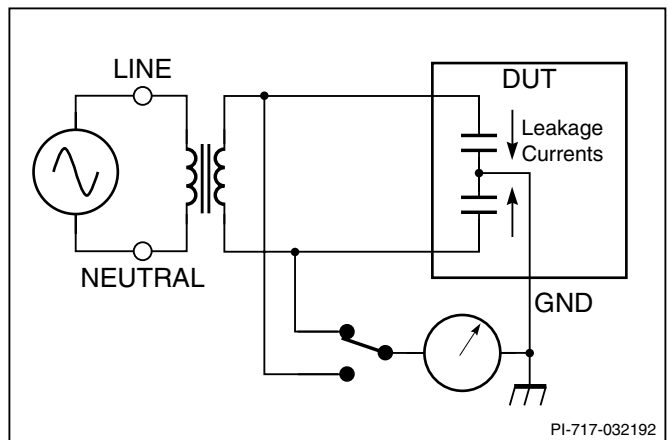 LINE
DUT
Leakage
Currents
NEUTRAL
GND
PI-717-032192